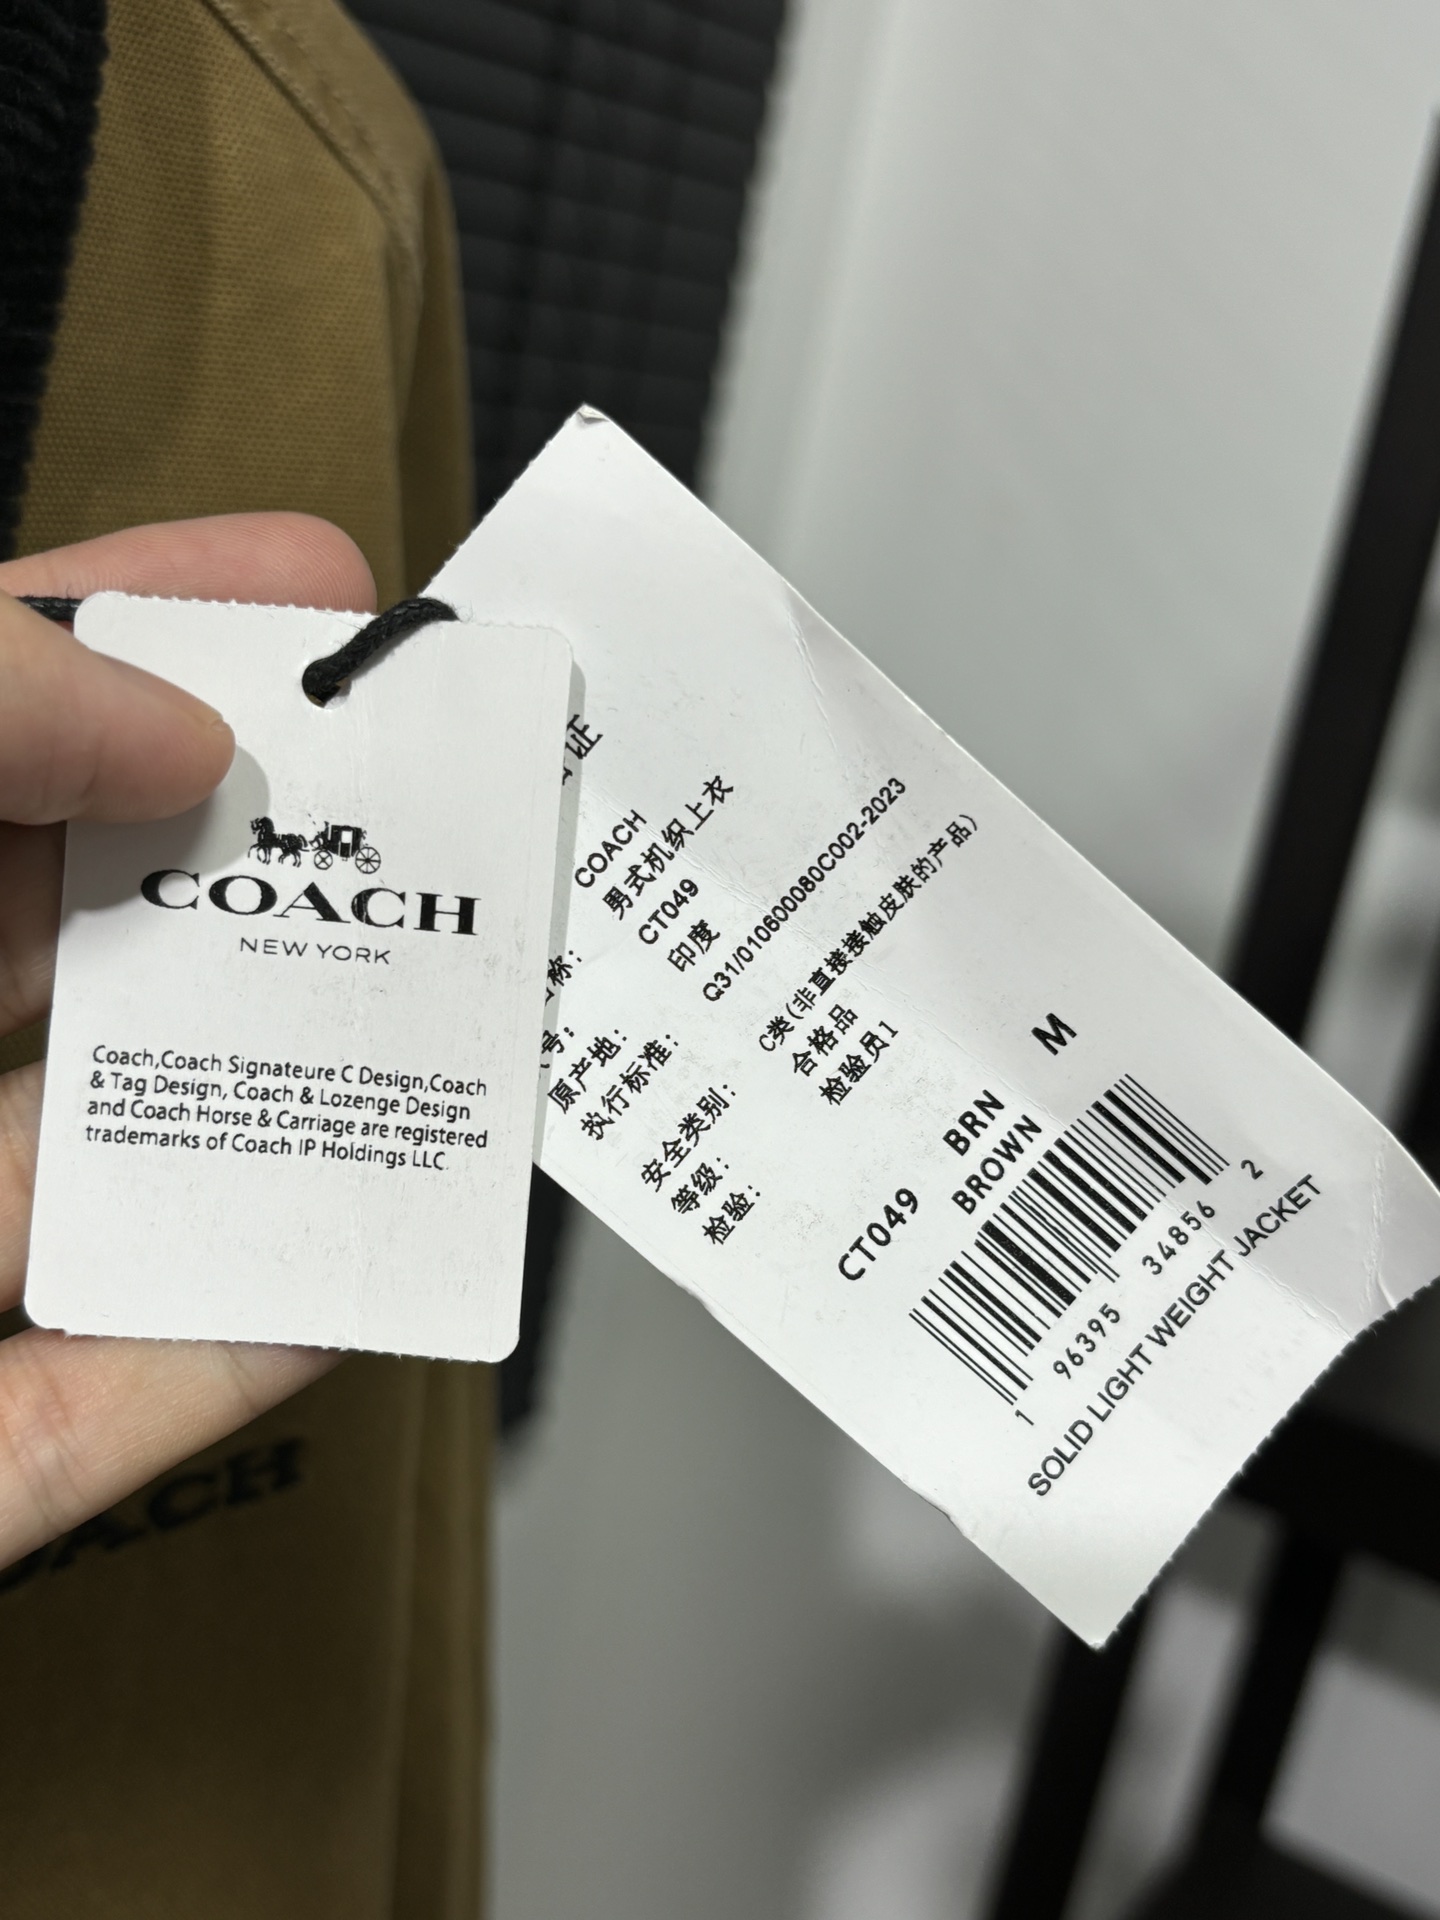 COACH
NEW YORK
Coach,Coach Signateure C Design,Coach
& Tag Design, Coach & Lozenge Design
and Coach Horse & Carriage are registered
trademarks of Coach IP Holdings LLC.
证
COACH
称: 男式机织上衣
号: CT049
原产地: 印度
执行标准: Q31/010600080C002-2023
安全类别: C类(非直接接触皮肤的产品)
等级: 合格品
检验: 检验员1
CT049 BRN M
BROWN
1 96395 34856 2
SOLID LIGHT WEIGHT JACKET